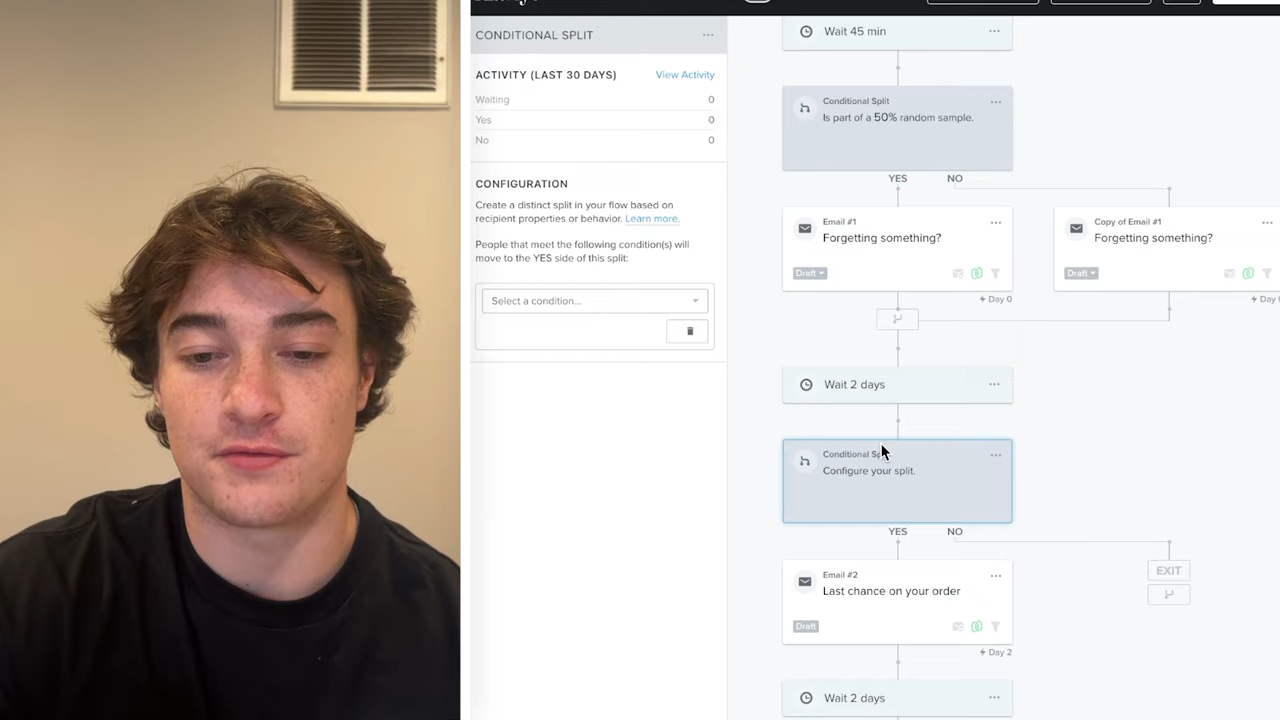 CONDITIONAL SPLIT
ACTIVITY (LAST 30 DAYS) View Activity
Waiting 0
Yes 0
No 0
CONFIGURATION
Create a distinct split in your flow based on
recipient properties or behavior. Learn more.
People that meet the following condition(s) will
move to the YES side of this split:
Select a condition...
Wait 45 min
Conditional Split
Is part of a 50% random sample.
YES NO
Email #1
Forgetting something?
Draft
Day 0
Copy of Email #1
Forgetting something?
Draft
Day
Wait 2 days
Conditional Sp
Configure your split.
YES NO
EXIT
Email #2
Last chance on your order
Draft
Day 2
Wait 2 days